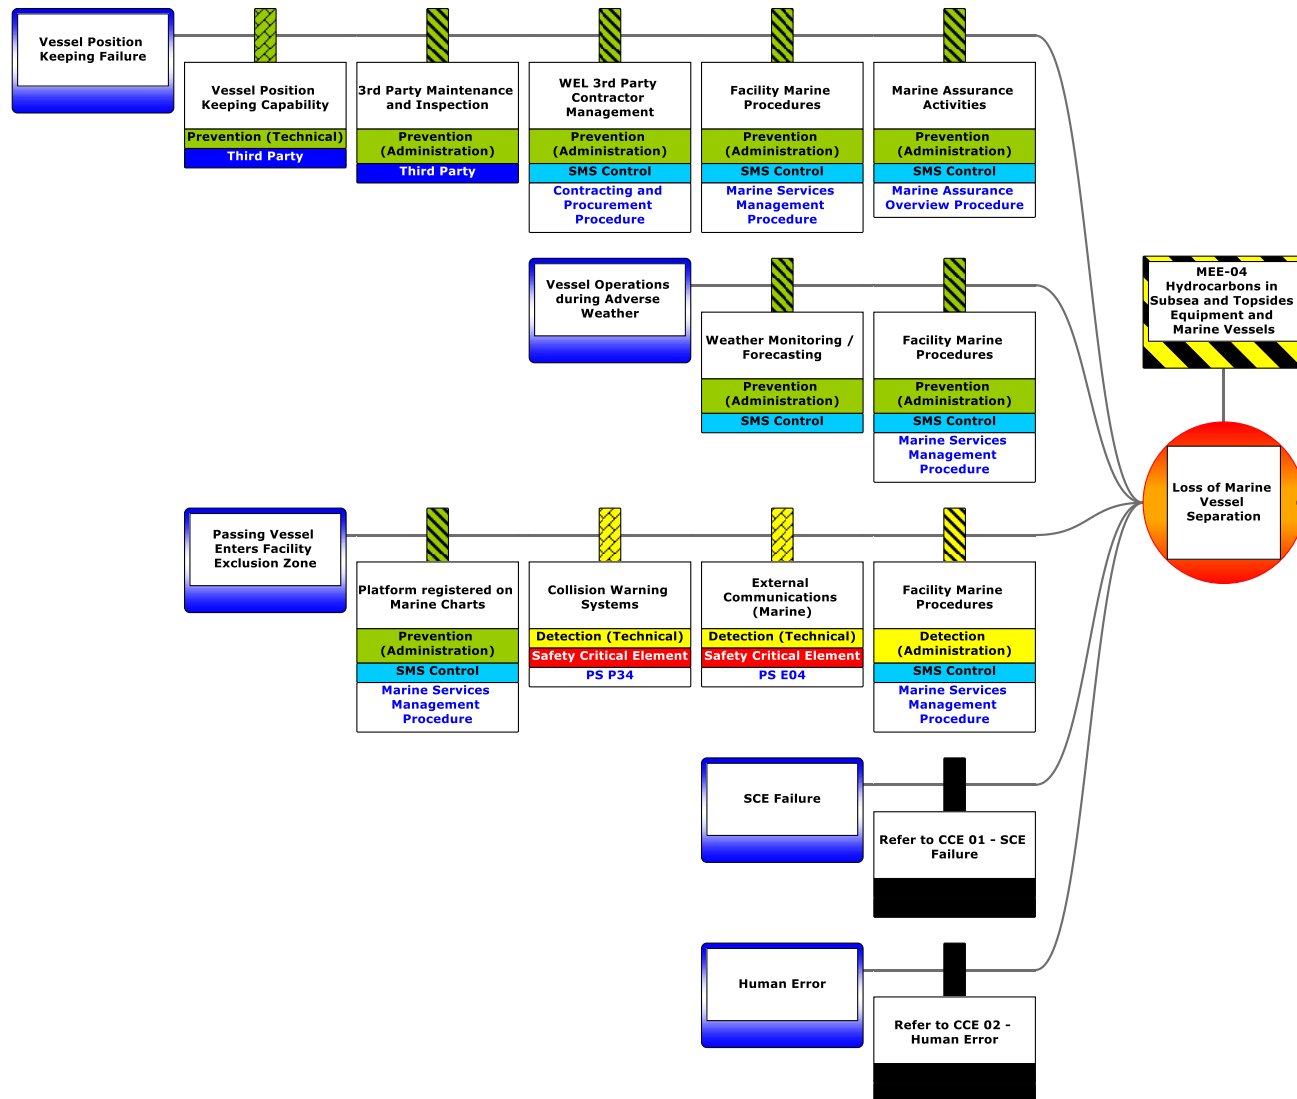 Vessel Position
Keeping Failure
Vessel Position
Keeping Capability
Prevention (Technical)
Third Party
3rd Party Maintenance
and Inspection
Prevention
(Administration)
Third Party
WEL 3rd Party
Contractor
Management
Prevention
(Administration)
SMS Control
Contracting and
Procurement
Procedure
Facility Marine
Procedures
Prevention
(Administration)
SMS Control
Marine Services
Management
Procedure
Marine Assurance
Activities
Prevention
(Administration)
SMS Control
Marine Assurance
Overview Procedure
Vessel Operations
during Adverse
Weather
Weather Monitoring /
Forecasting
Prevention
(Administration)
SMS Control
Facility Marine
Procedures
Prevention
(Administration)
SMS Control
Marine Services
Management
Procedure
MEE-04
Hydrocarbons in
Subsea and Topsides
Equipment and
Marine Vessels
Loss of Marine
Vessel
Separation
Passing Vessel
Enters Facility
Exclusion Zone
Platform registered on
Marine Charts
Prevention
(Administration)
SMS Control
Marine Services
Management
Procedure
Collision Warning
Systems
Detection (Technical)
Safety Critical Element
PS P34
External
Communications
(Marine)
Detection (Technical)
Safety Critical Element
PS E04
Facility Marine
Procedures
Detection
(Administration)
SMS Control
Marine Services
Management
Procedure
SCE Failure
Refer to CCE 01 - SCE
Failure
Human Error
Refer to CCE 02 -
Human Error